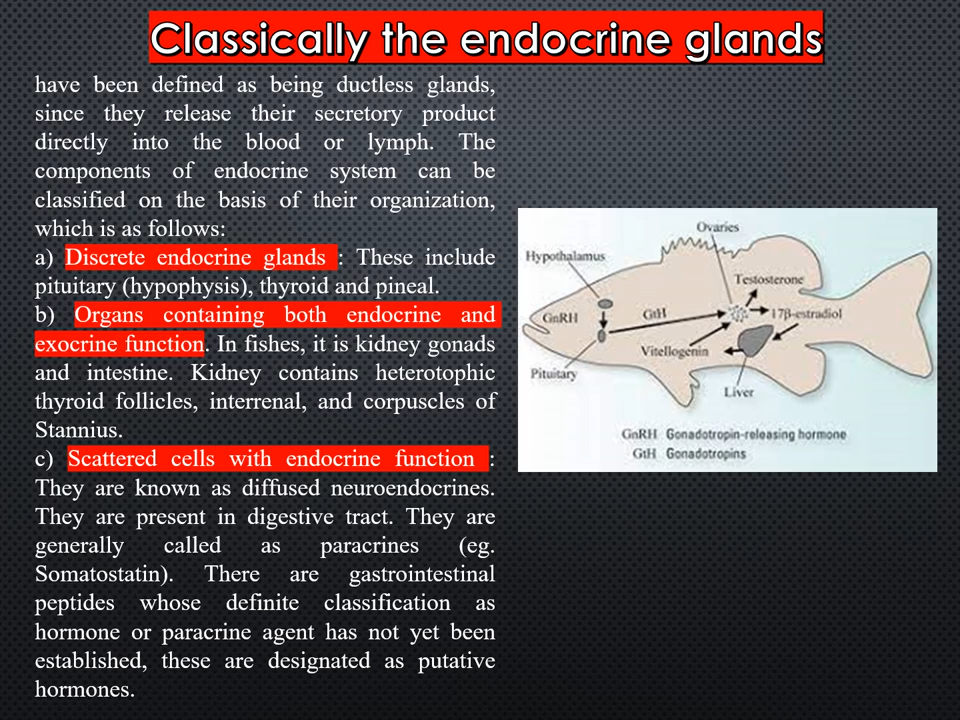 Classically the endocrine glands
have been defined as being ductless glands,
since they release their secretory product
directly into the blood or lymph. The
components of endocrine system can be
classified on the basis of their organization,
which is as follows:
a) Discrete endocrine glands : These include
pituitary (hypophysis), thyroid and pineal.
b) Organs containing both endocrine and
exocrine function. In fishes, it is kidney gonads
and intestine. Kidney contains heterotophic
thyroid follicles, interrenal, and corpuscles of
Stannius.
c) Scattered cells with endocrine function :
They are known as diffused neuroendocrines.
They are present in digestive tract. They are
generally called as paracrines (eg.
Somatostatin). There are gastrointestinal
peptides whose definite classification as
hormone or paracrine agent has not yet been
established, these are designated as putative
hormones.
Ovaries
Hypothalamus
Testosterone
GnRH
GtH
17β-estradiol
Vitellogenin
Pituitary
Liver
GnRH Gonadotropin-releasing hormone
GtH Gonadotropins